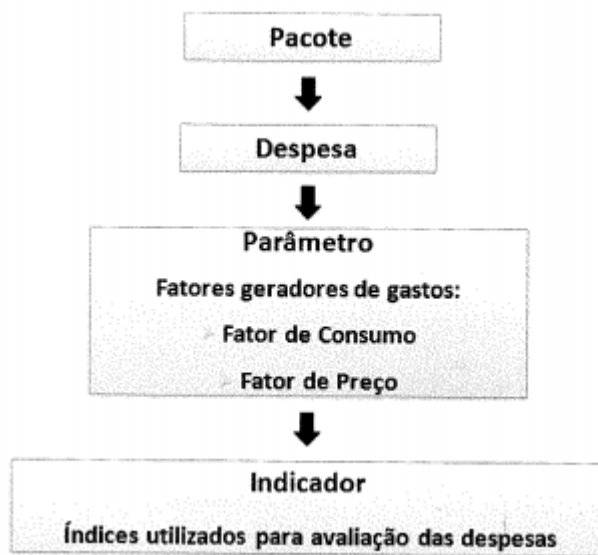 Pacote
Despesa
Parâmetro
Fatores geradores de gastos:
Fator de Consumo
Fator de Preço
Indicador
Índices utilizados para avaliação das despesas